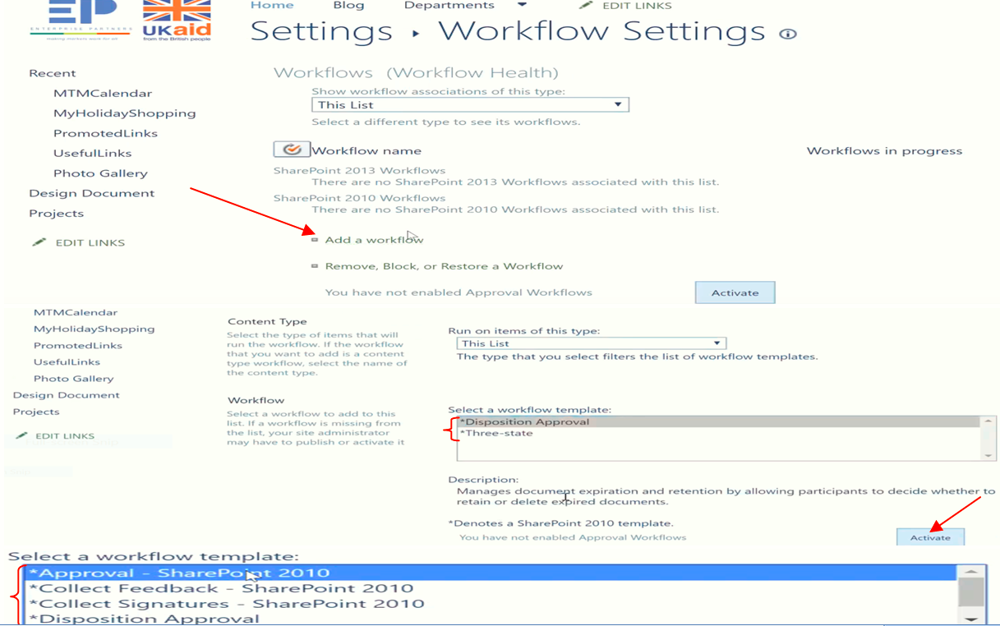 EP
ENTERPRISE PARTNERS
making markets work for all
UKaid
from the British people
Home Blog Departments EDIT LINKS
Settings Workflow Settings
Recent
MTMCalendar
MyHolidayShopping
PromotedLinks
UsefulLinks
Photo Gallery
Design Document
Projects
EDIT LINKS
Workflows (Workflow Health)
Show workflow associations of this type:
This List
Select a different type to see its workflows.
Workflow name Workflows in progress
SharePoint 2013 Workflows
There are no SharePoint 2013 Workflows associated with this list.
SharePoint 2010 Workflows
There are no SharePoint 2010 Workflows associated with this list.
Add a workflow
Remove, Block, or Restore a Workflow
You have not enabled Approval Workflows Activate
MTMCalendar
MyHolidayShopping
PromotedLinks
UsefulLinks
Photo Gallery
Design Document
Projects
EDIT LINKS
Content Type
Select the type of items that will
run the workflow. If the workflow
that you want to add is a content
type workflow, select the name of
the content type.
Run on items of this type:
This List
The type that you select filters the list of workflow templates.
Workflow
Select a workflow to add to this
list. If a workflow is missing from
the list, your site administrator
may have to publish or activate it
Select a workflow template:
*Disposition Approval
*Three-state
Description:
Manages document expiration and retention by allowing participants to decide whether to
retain or delete expired documents.
*Denotes a SharePoint 2010 template.
You have not enabled Approval Workflows Activate
Select a workflow template:
*Approval - SharePoint 2010
*Collect Feedback - SharePoint 2010
*Collect Signatures - SharePoint 2010
*Disposition Approval